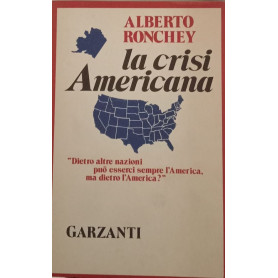 ALBERTO
RONCHEY
la crisi
Americana
"Dietro altre nazioni
può esserci sempre l'America,
ma dietro l'America?"
GARZANTI